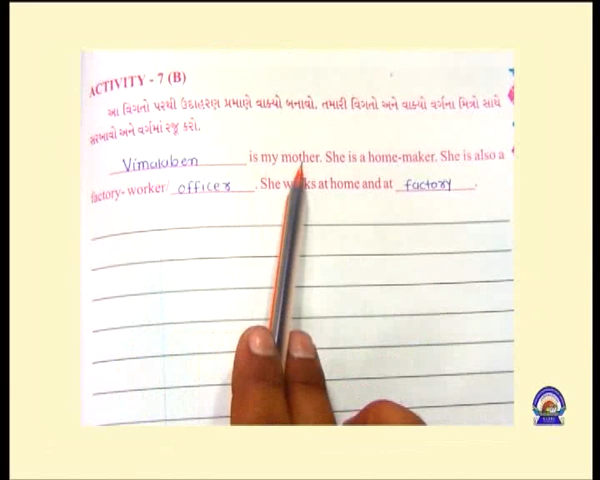 ACTIVITY - 7 (B)
આ વિગતો પરથી ઉદાહરણ પ્રમાણે વાક્યો બનાવો. તમારી વિગતો અને વાક્યો વર્ગના મિત્રો સાથે
સરખાવો અને વર્ગમાં રજૂ કરો.
Vimalaben is my mother. She is a home-maker. She is also a
factory- worker/ officer. She works at home and at factory.